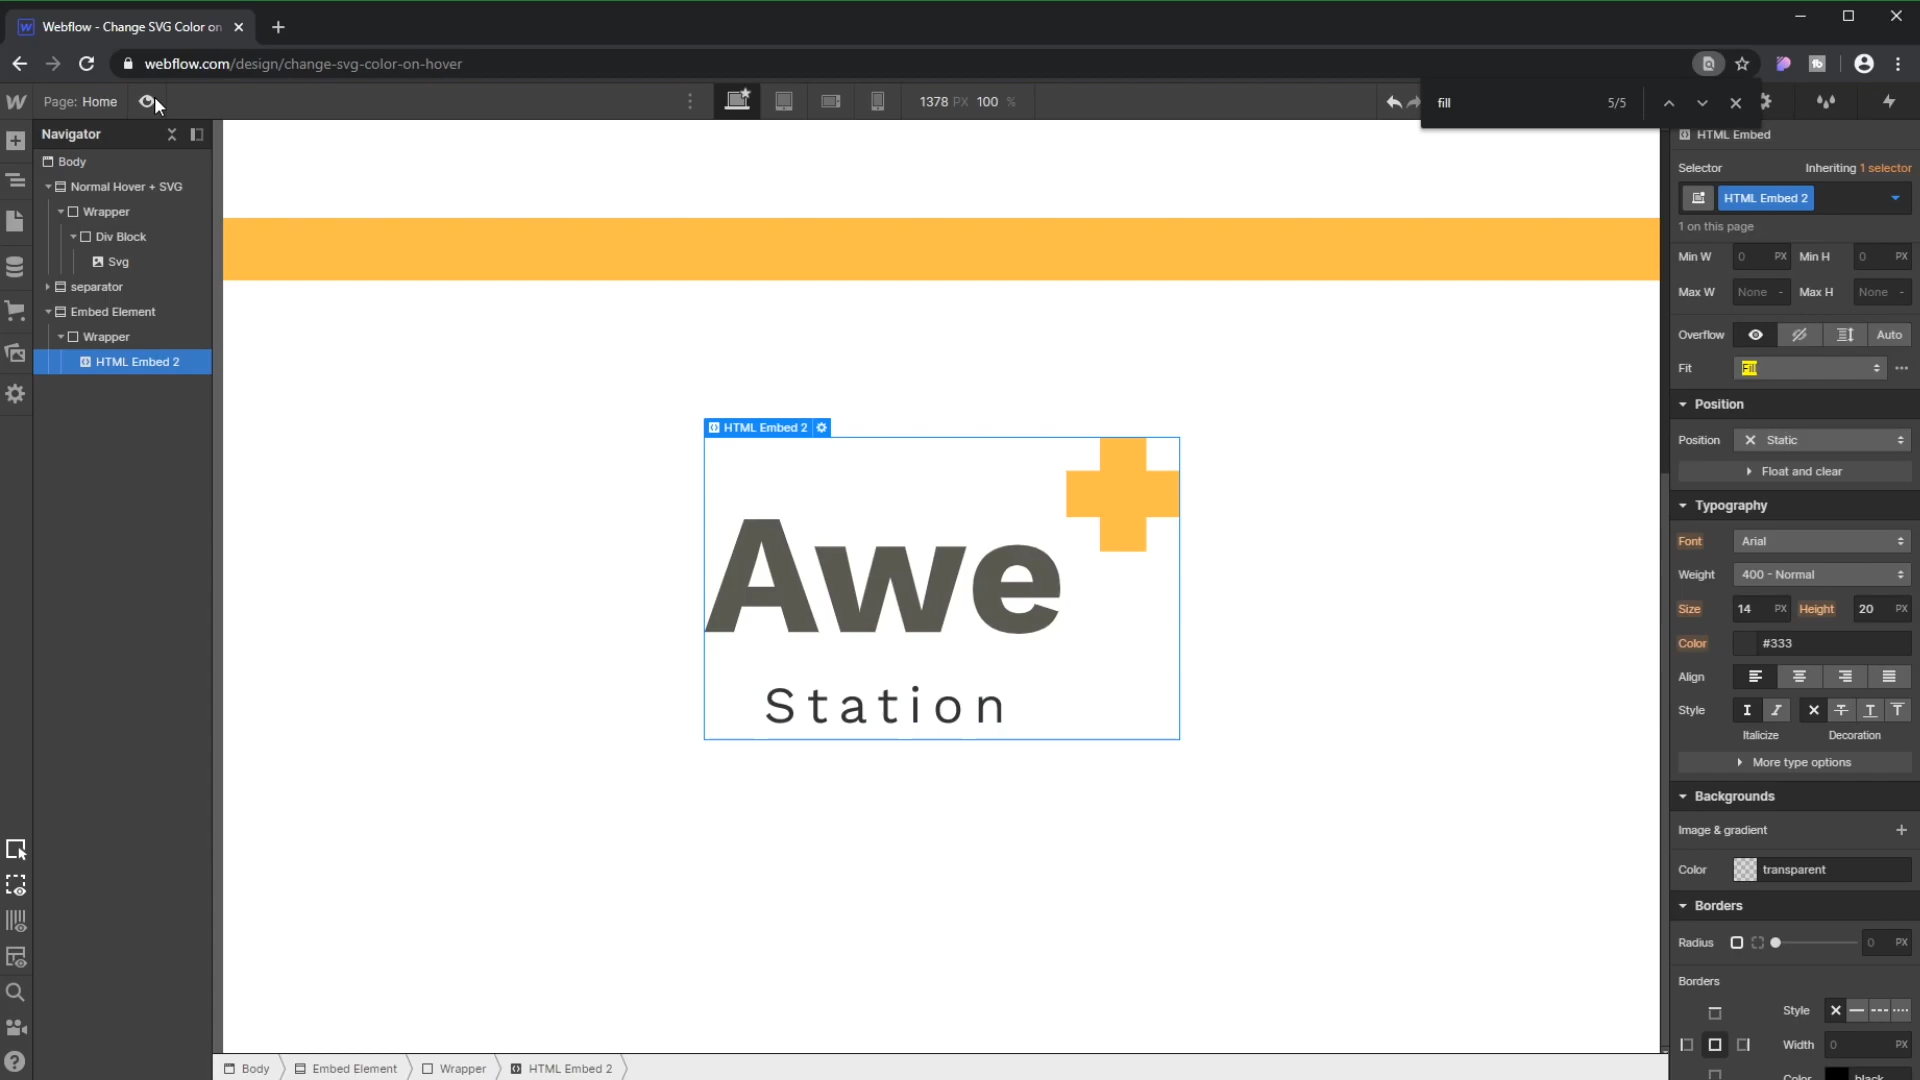 Webflow - Change SVG Color on
webflow.com/design/change-svg-color-on-hover
Page: Home
1378 PX 100 %
fill 5/5
Navigator
Body
Normal Hover + SVG
Wrapper
Div Block
Svg
separator
Embed Element
Wrapper
HTML Embed 2
HTML Embed 2
Awe
Station
HTML Embed
Selector Inheriting 1 selector
HTML Embed 2
1 on this page
Min W 0 PX Min H 0 PX
Max W None - Max H None -
Overflow Auto
Fit Fill
Position
Position Static
Float and clear
Typography
Font Arial
Weight 400 - Normal
Size 14 PX Height 20 PX
Color #333
Align
Style
Italicize Decoration
More type options
Backgrounds
Image & gradient
Color transparent
Borders
Radius 0 PX
Borders
Style
Width 0 PX
Color black
Body Embed Element Wrapper HTML Embed 2